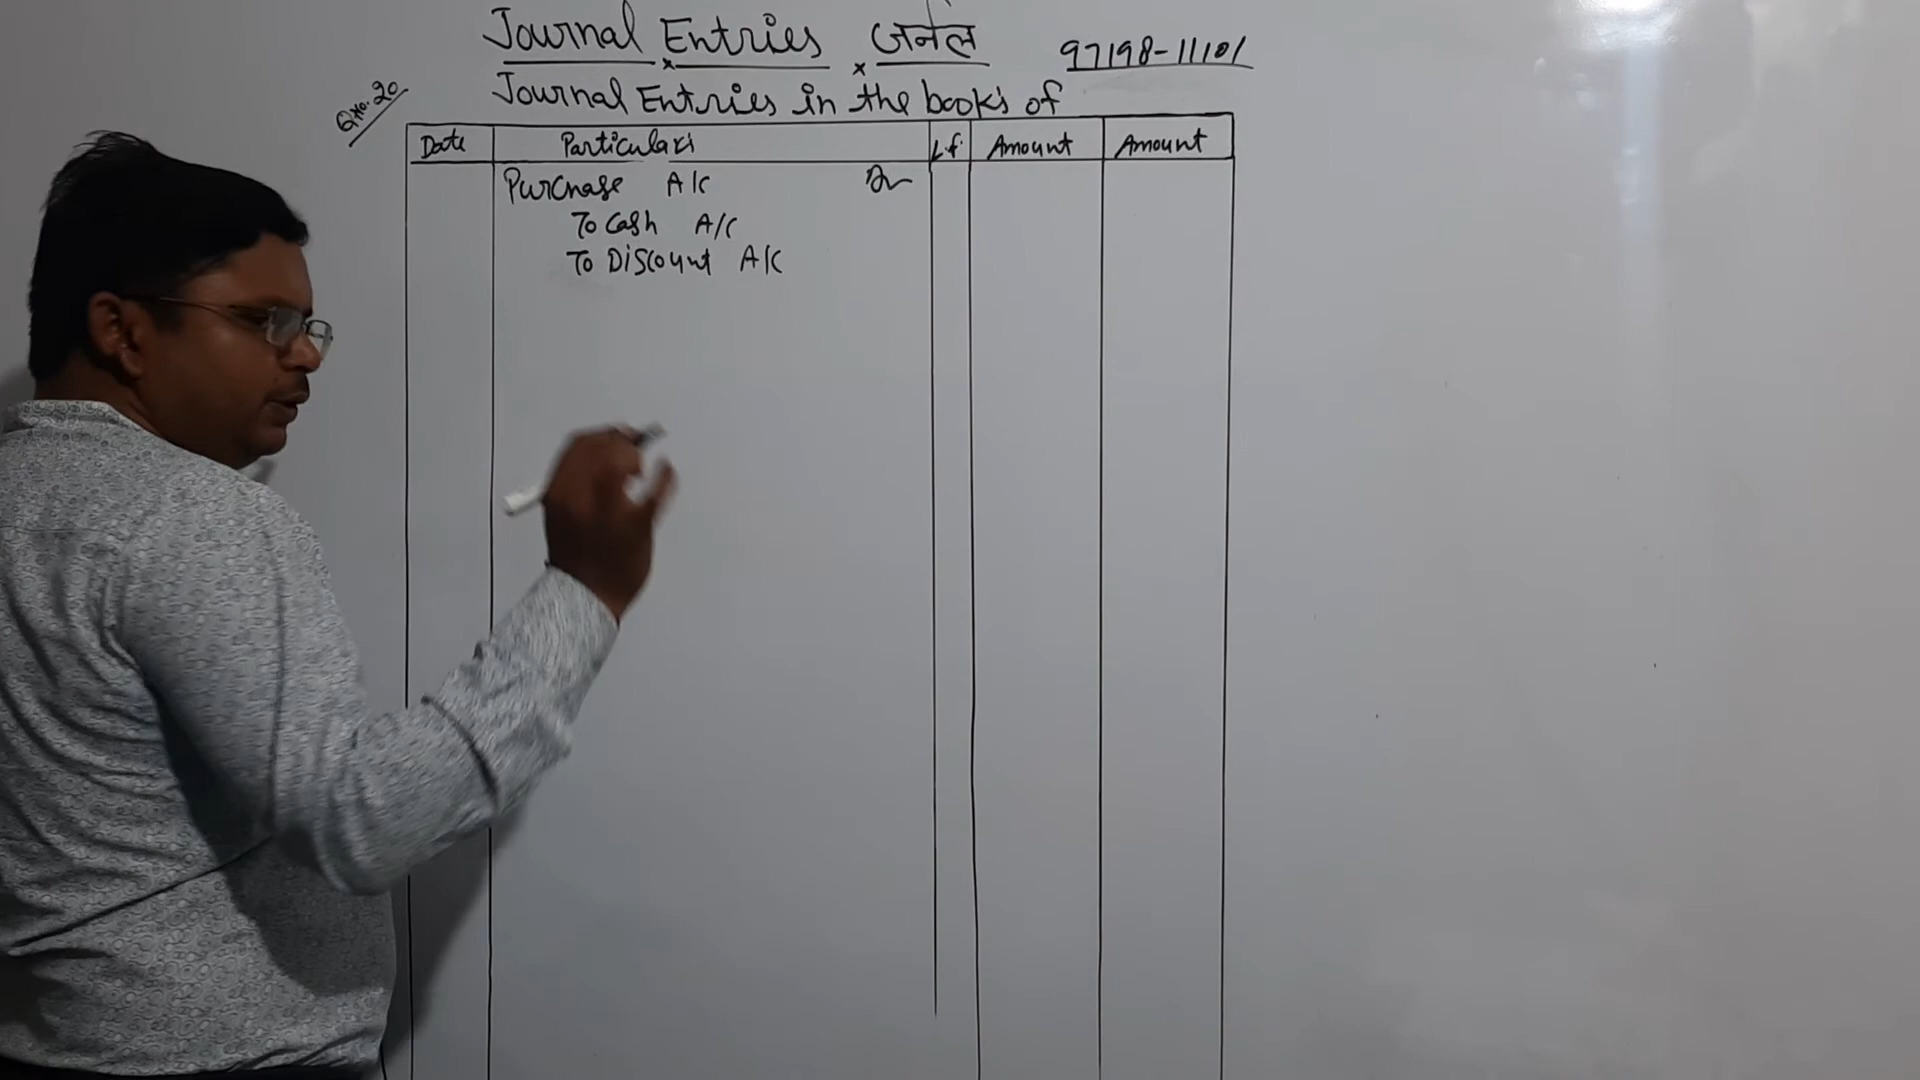 Journal Entries जर्नल 97198-11101
Journal Entries in the book's of
Q.No.20
Date Particulars L.f. Amount Amount
Purchase A/C Dr
To Cash A/C
To Discount A/C